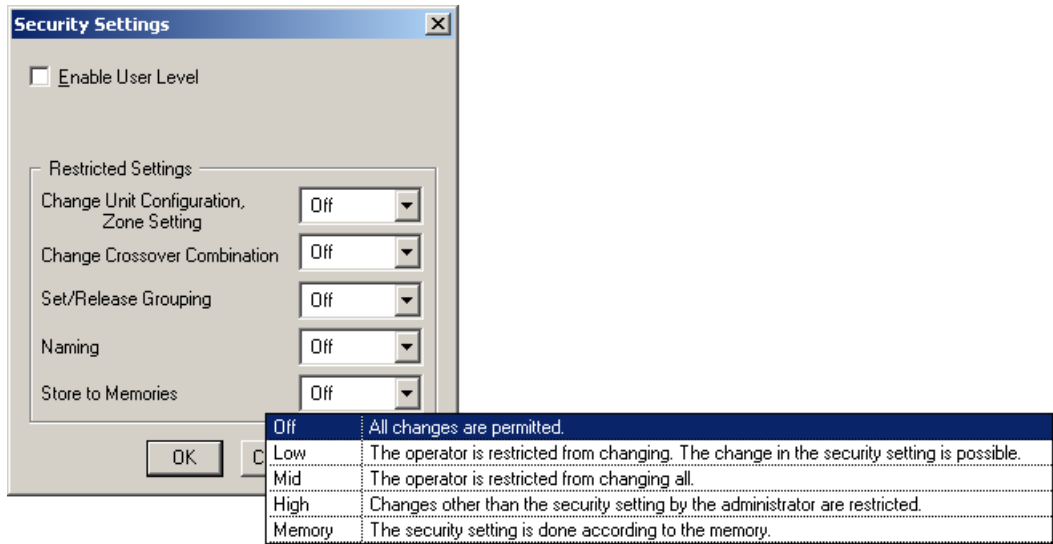 Security Settings
Enable User Level
Restricted Settings
Change Unit Configuration,
Zone Setting
Off
Change Crossover Combination
Off
Set/Release Grouping
Off
Naming
Off
Store to Memories
Off
OK
C
Off All changes are permitted.
Low The operator is restricted from changing. The change in the security setting is possible.
Mid The operator is restricted from changing all.
High Changes other than the security setting by the administrator are restricted.
Memory The security setting is done according to the memory.